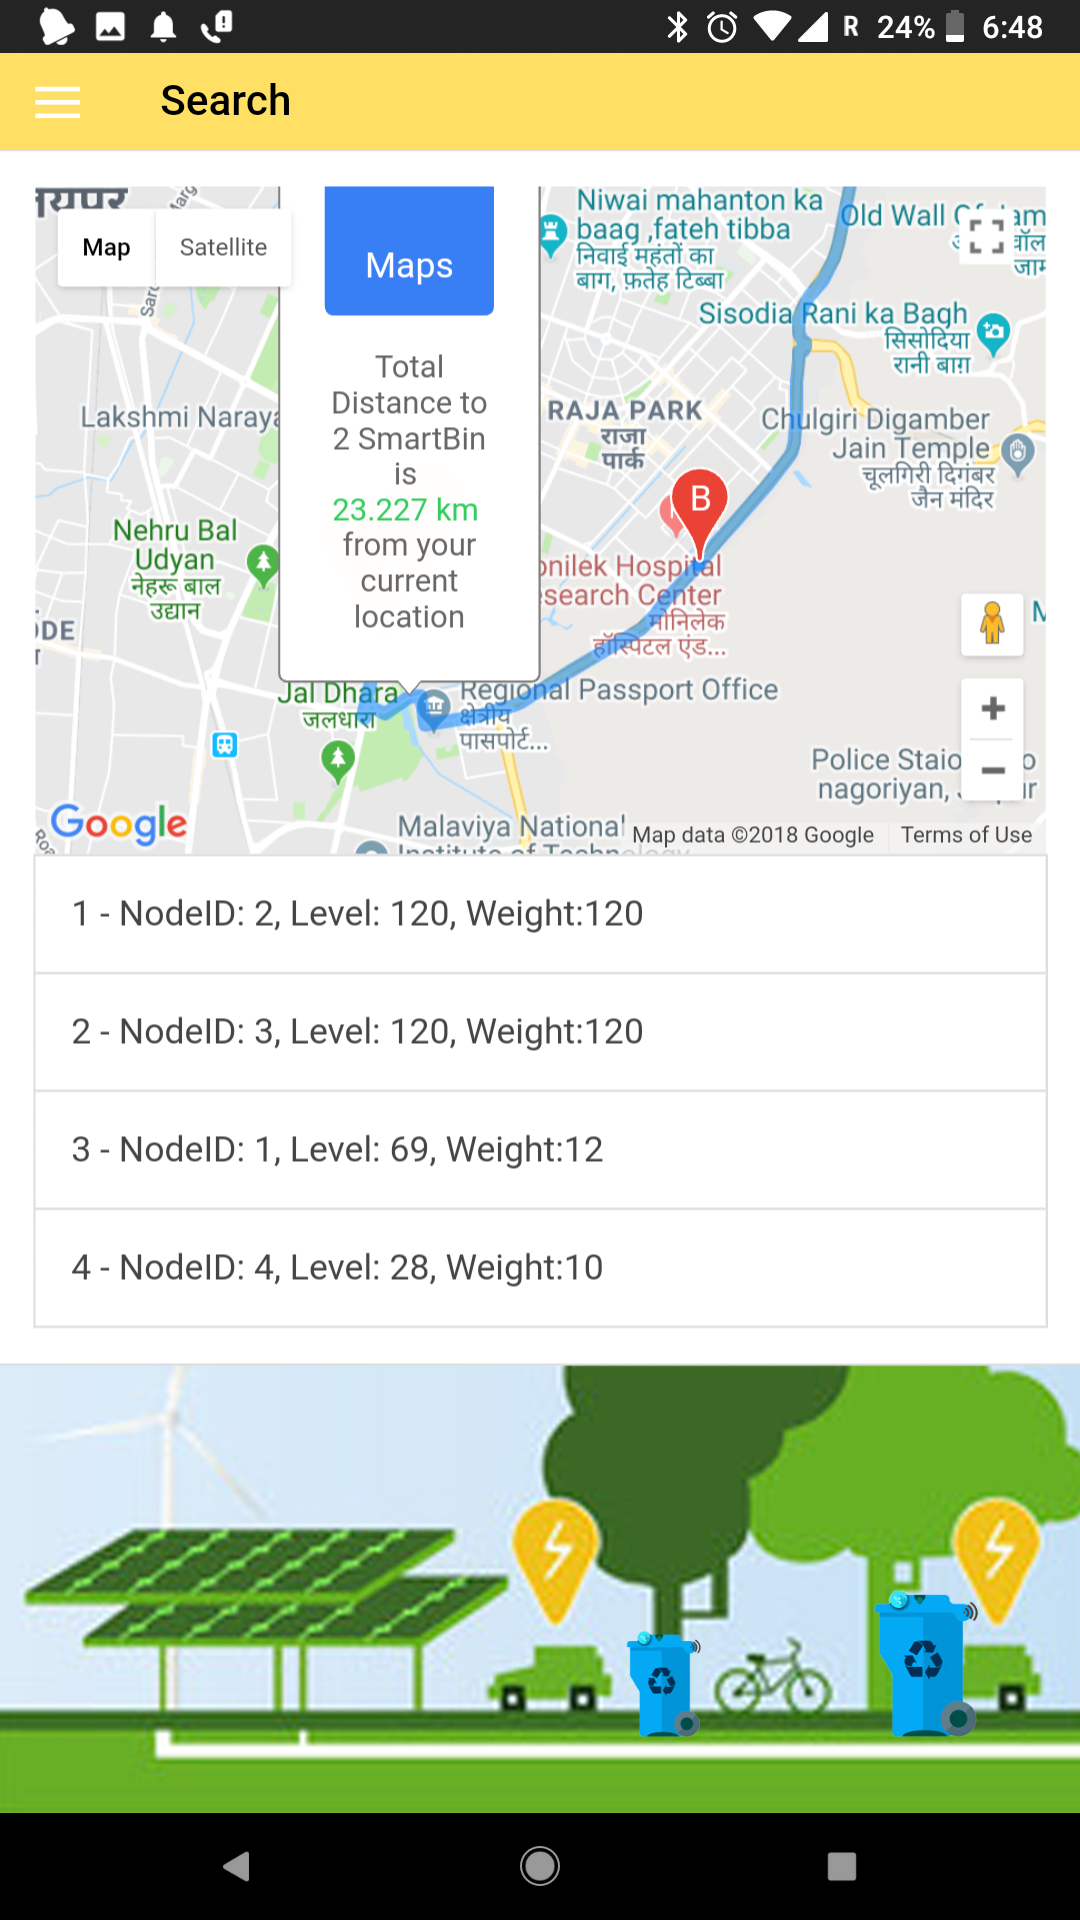 R 24% 6:48
Search
Map Satellite
Maps
Total
Distance to
2 SmartBin
is
23.227 km
from your
current
location
Niwai mahanton ka
baag ,fateh tibba
निवाई महंतों का
बाग, फ़तेह टिब्बा
Old Wall
Sisodia Rani ka Bagh
सिसोदिया
रानी बाग़
Lakshmi Naraya
RAJA PARK
राजा
पार्क
Chulgiri Digamber
Jain Temple
चूलगिरी दिगंबर
जैन मंदिर
B
Nehru Bal
Udyan
नेहरू बाल
उद्यान
onilek Hospital
esearch Center
मोनिलेक
हॉस्पिटल एंड...
Jal Dhara
जलधारा
Regional Passport Office
क्षेत्रीय
पासपोर्ट...
Police Staio
nagoriyan,
Google
Malaviya National
Institute of Technology
Map data ©2018 Google Terms of Use
1 - NodeID: 2, Level: 120, Weight:120
2 - NodeID: 3, Level: 120, Weight:120
3 - NodeID: 1, Level: 69, Weight:12
4 - NodeID: 4, Level: 28, Weight:10